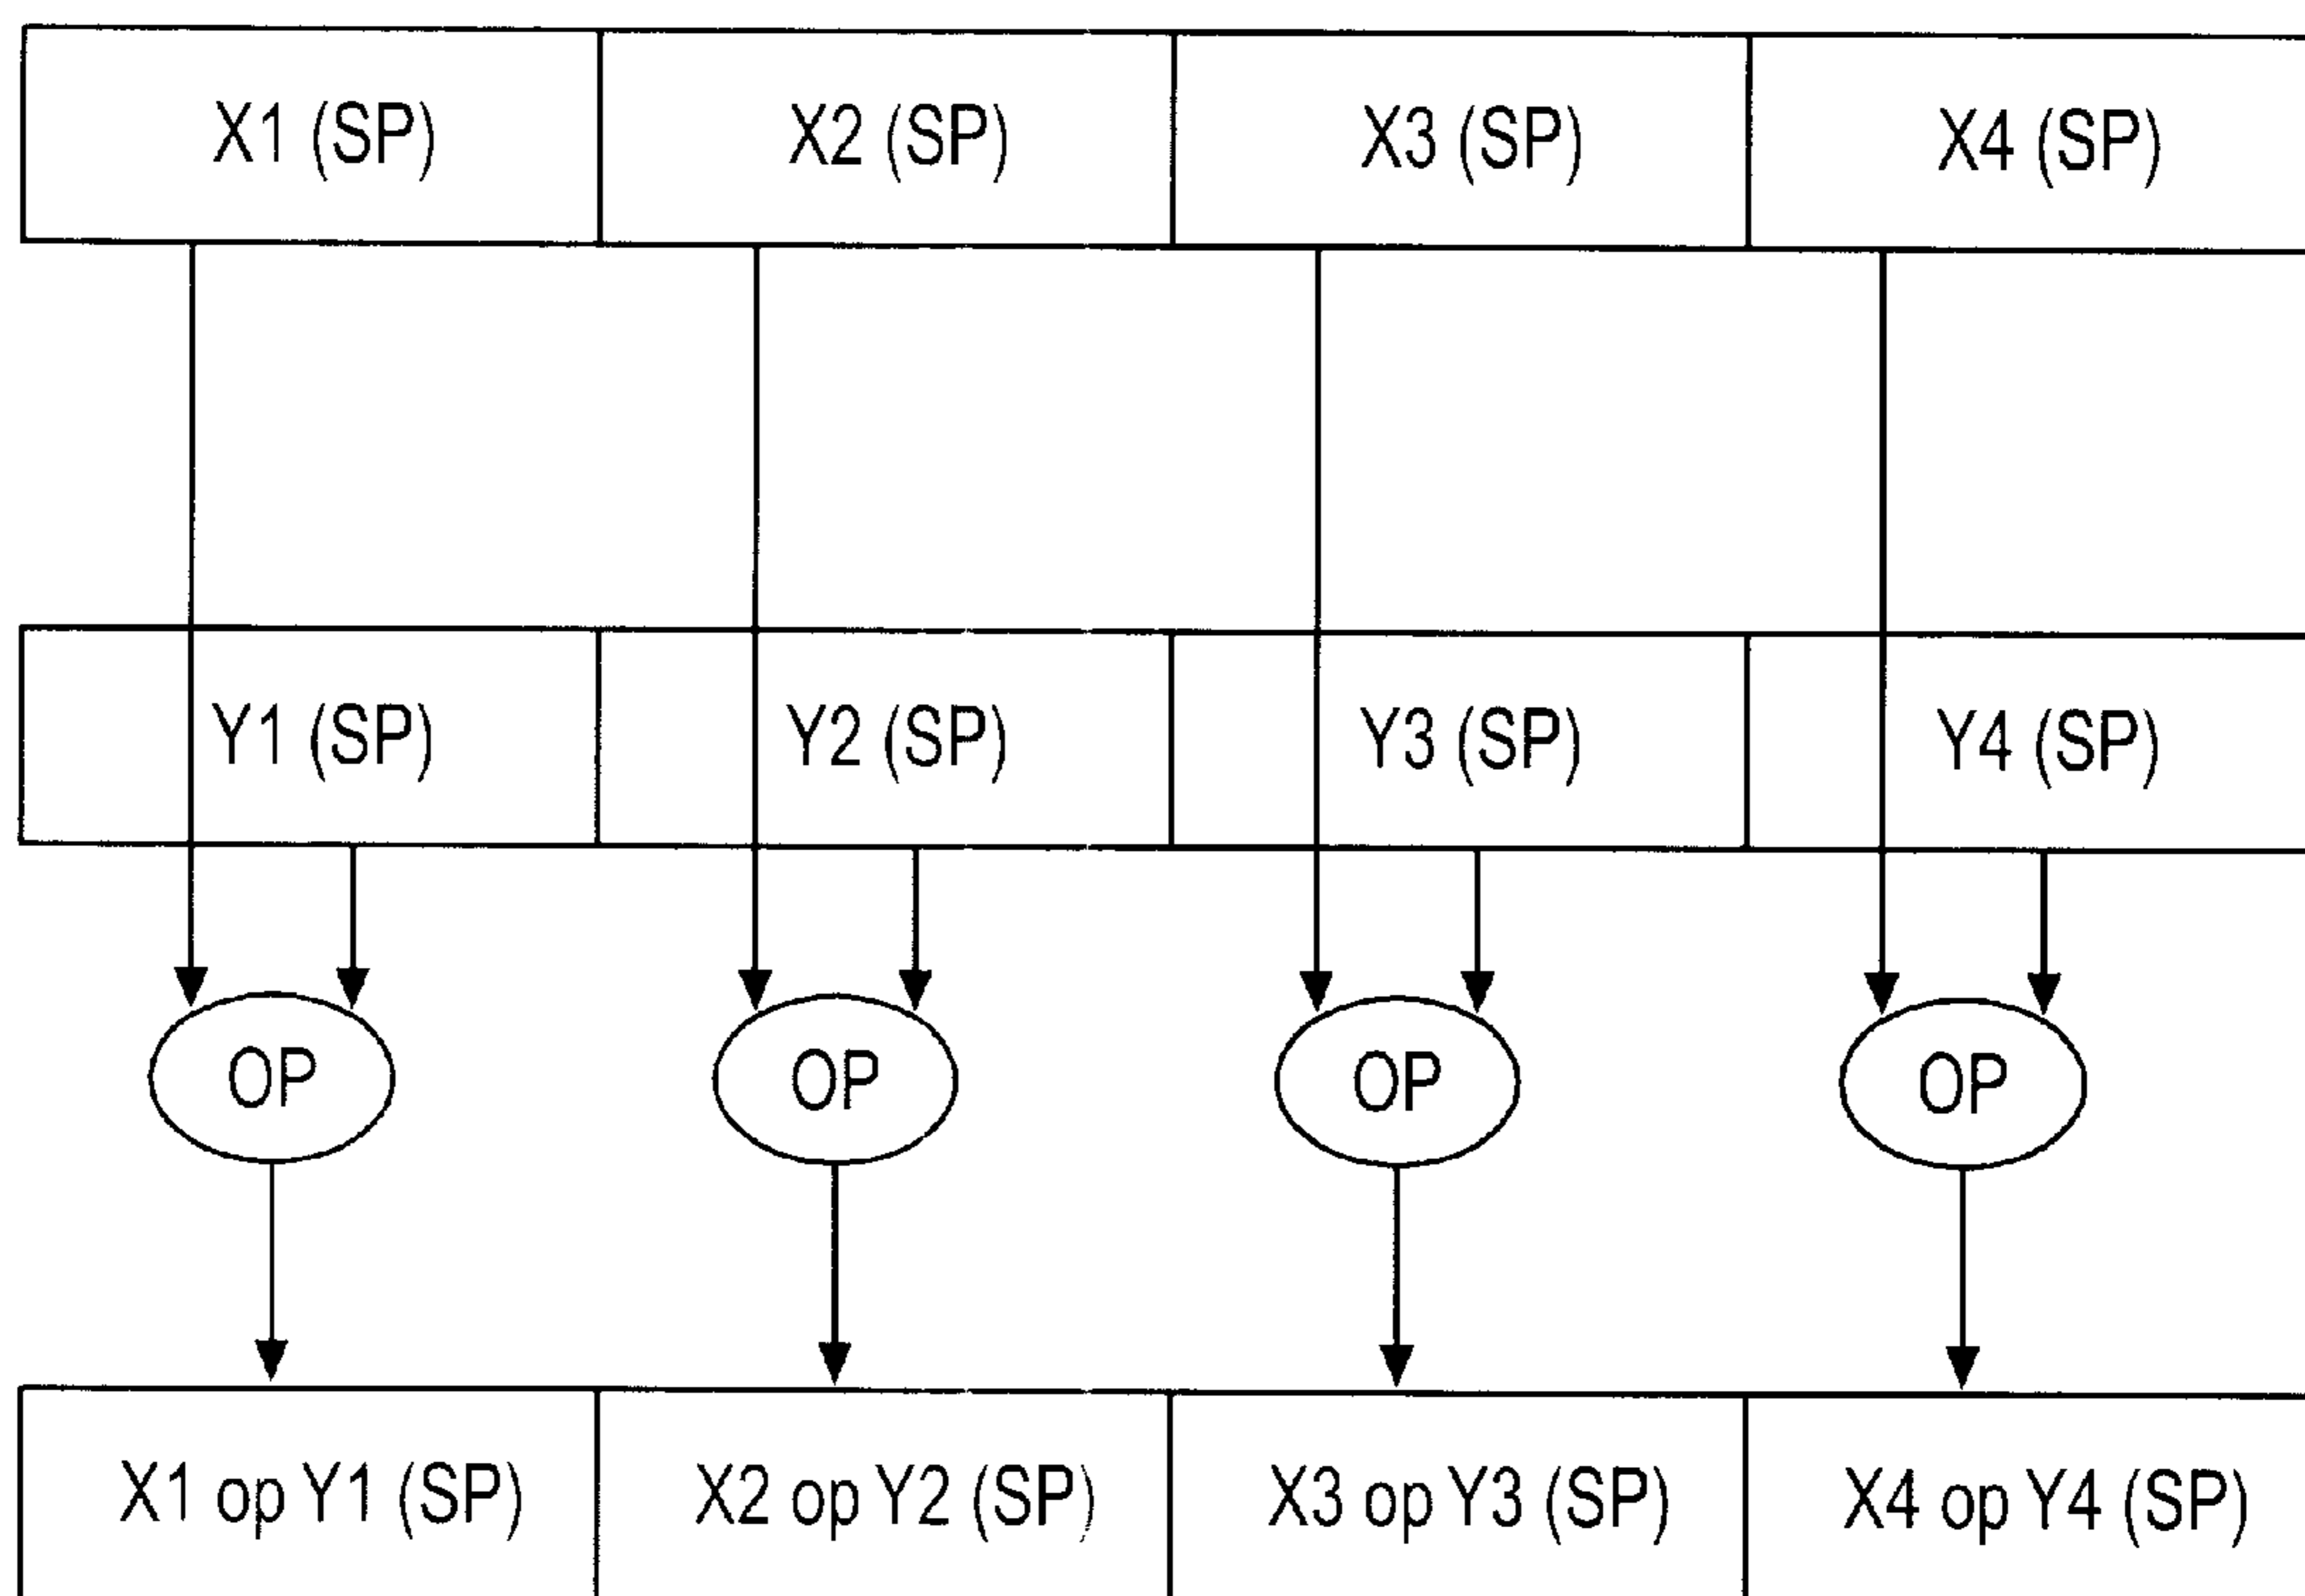 X1 (SP) X2 (SP) X3 (SP) X4 (SP)
Y1 (SP) Y2 (SP) Y3 (SP) Y4 (SP)
OP OP OP OP
X1 op Y1 (SP) X2 op Y2 (SP) X3 op Y3 (SP) X4 op Y4 (SP)